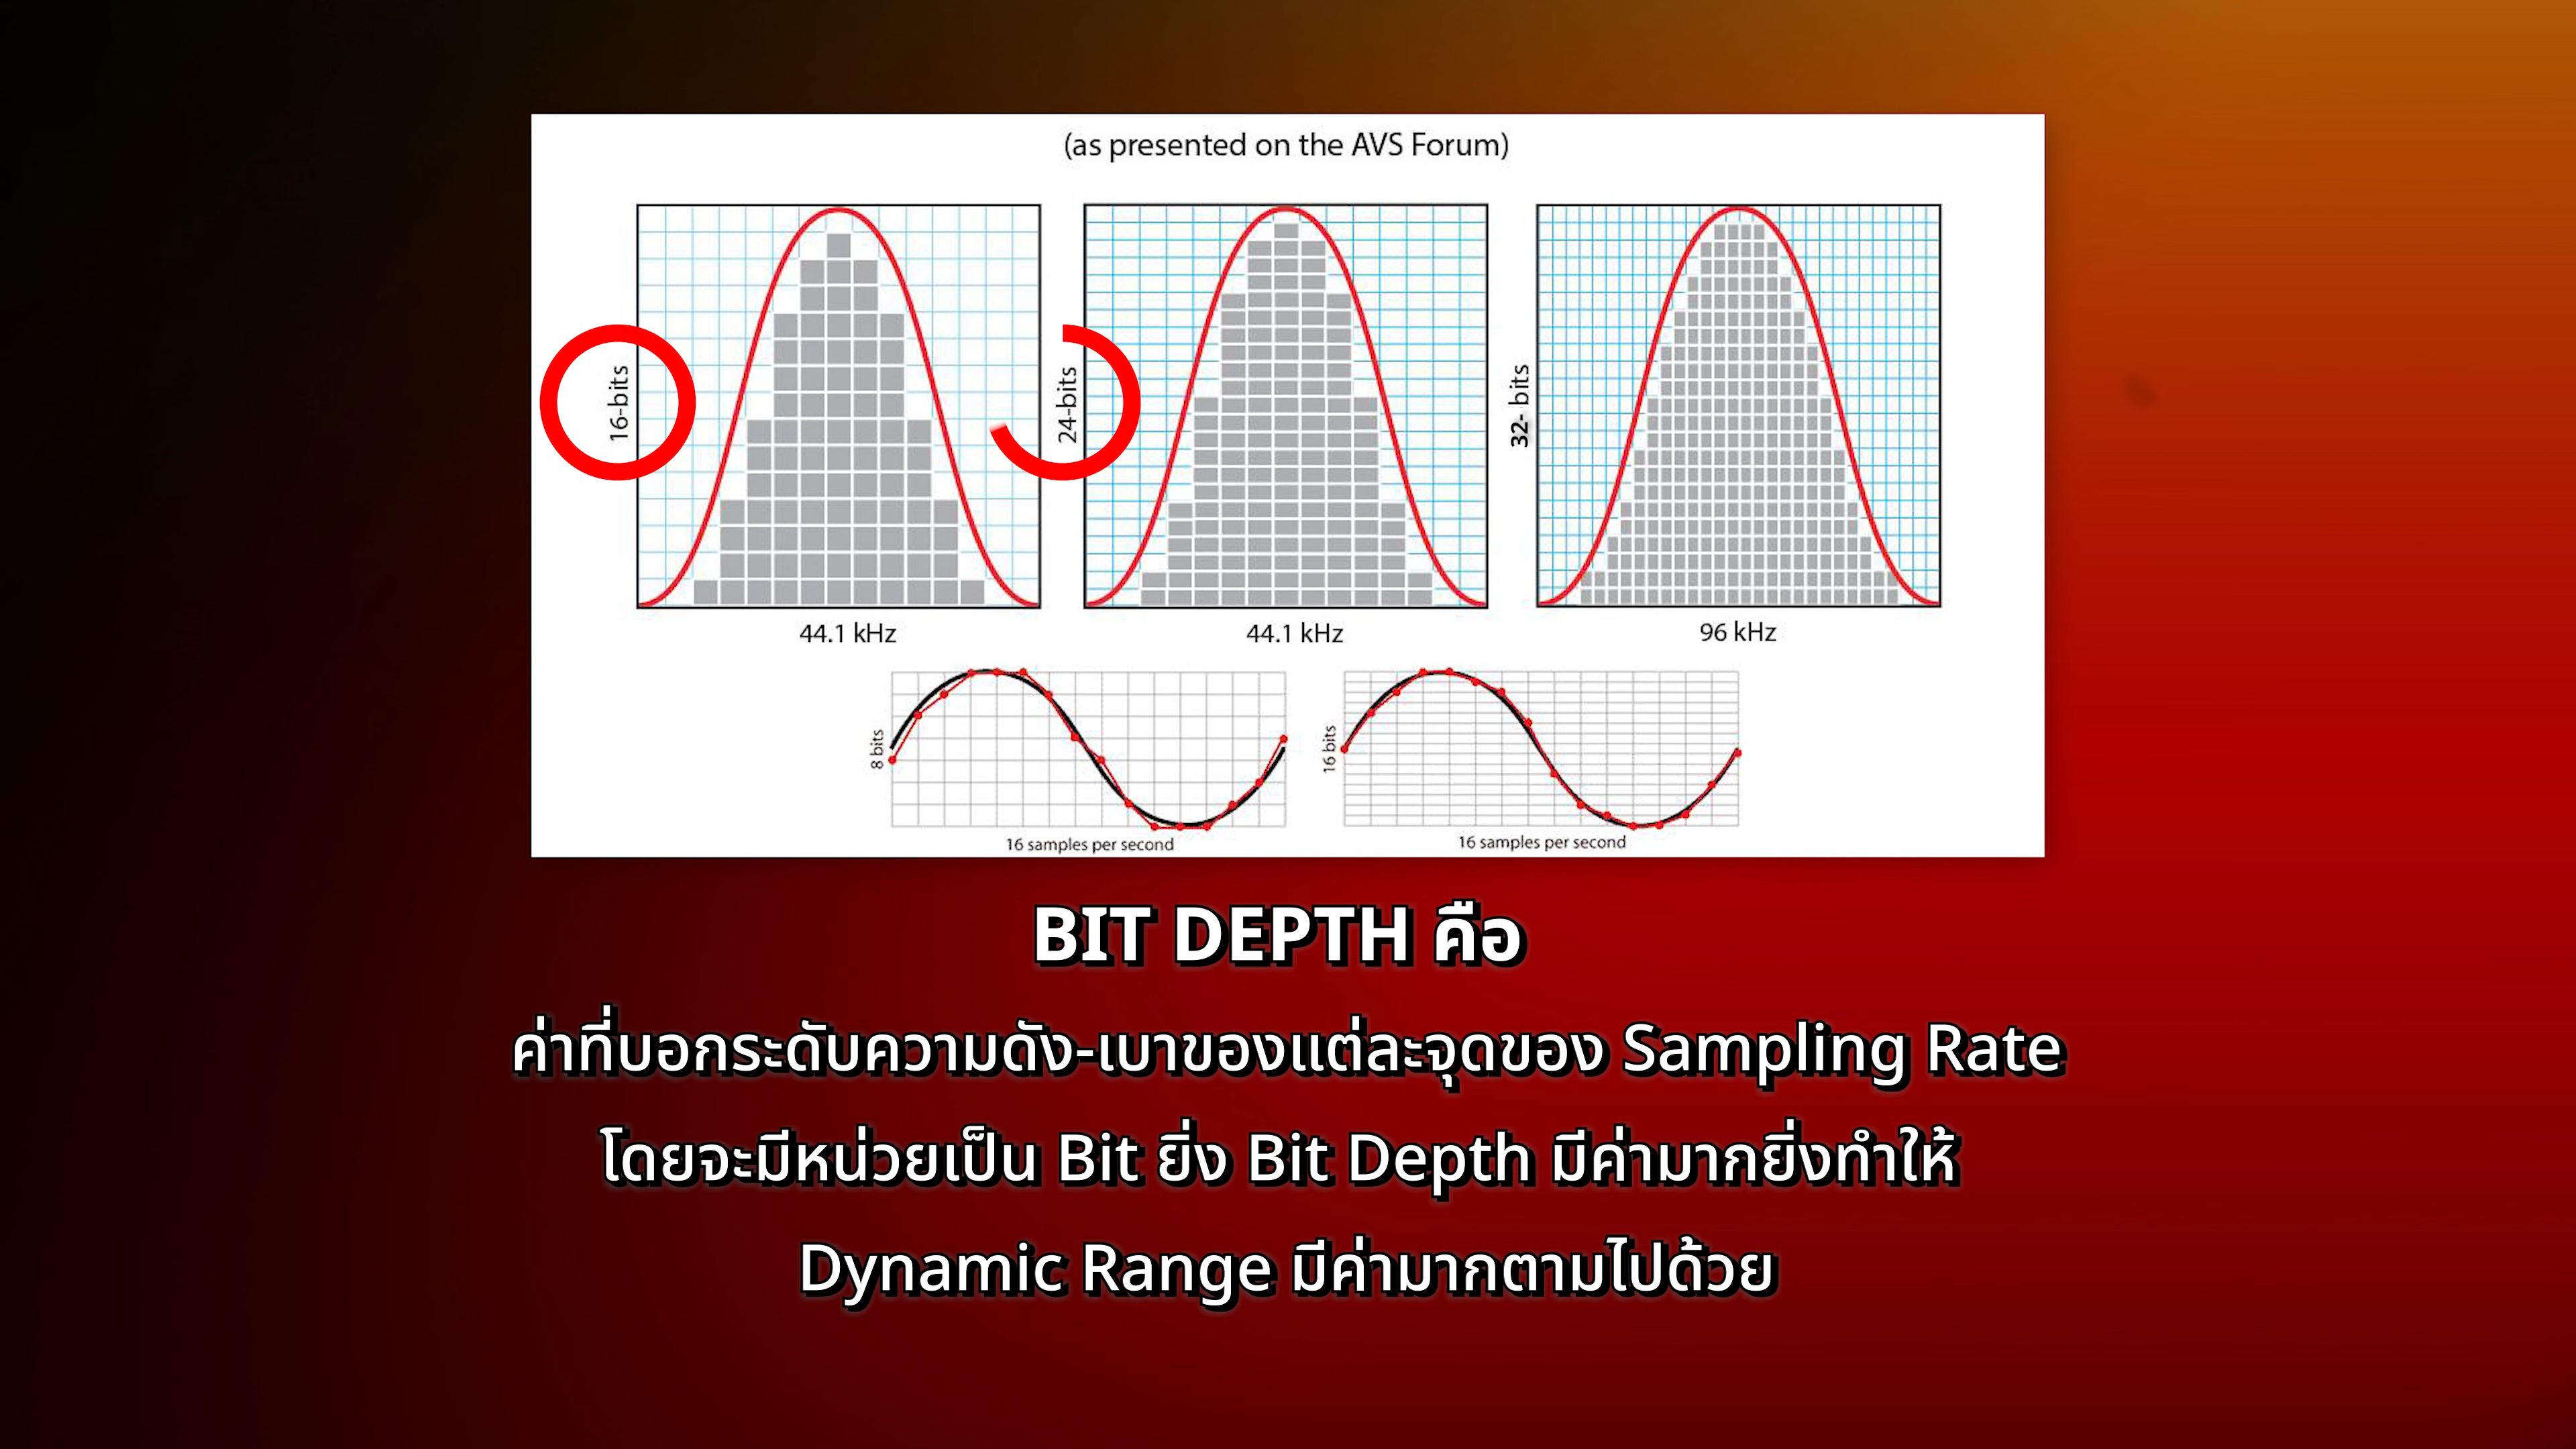 (as presented on the AVS Forum)
16-bits
24-bits
32- bits
44.1 kHz
44.1 kHz
96 kHz
8 bits
16 bits
16 samples per second
16 samples per second
BIT DEPTH คือ
ค่าที่บอกระดับความดัง-เบาของแต่ละจุดของ Sampling Rate
โดยจะมีหน่วยเป็น Bit ยิ่ง Bit Depth มีค่ามากยิ่งทำให้
Dynamic Range มีค่ามากตามไปด้วย